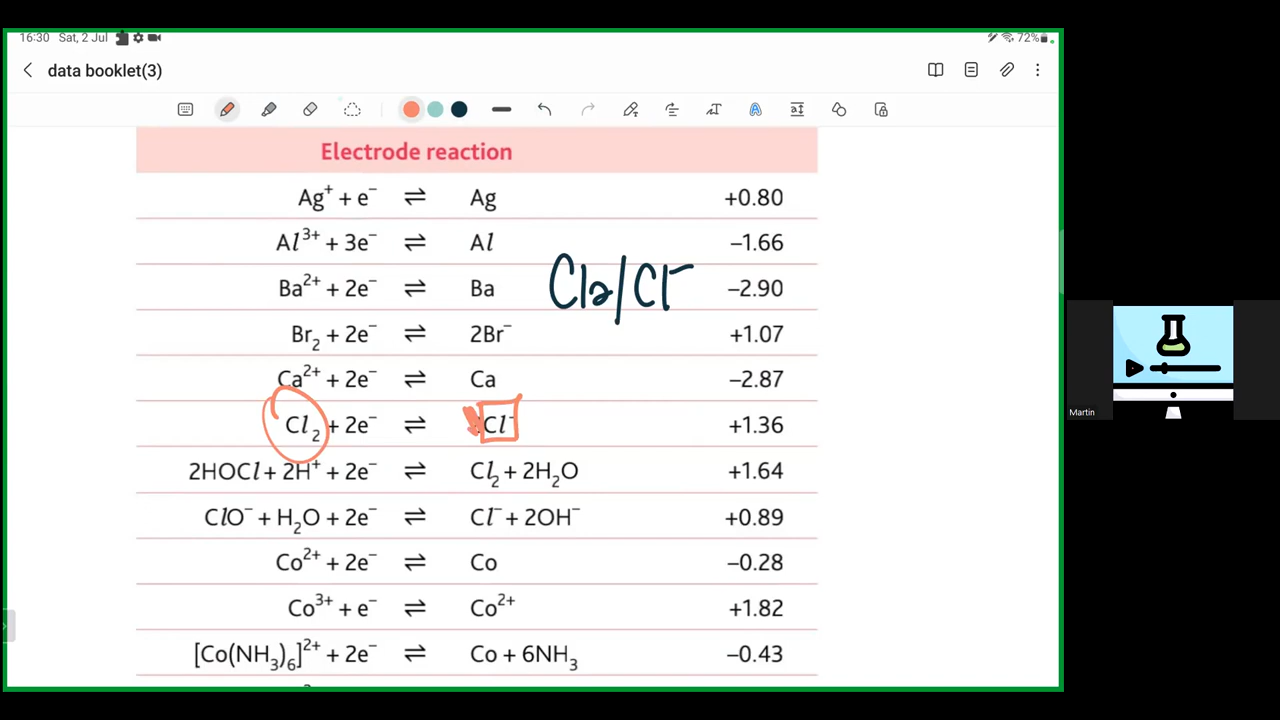 16:30 Sat, 2 Jul 72%
data booklet(3)
Electrode reaction
Ag⁺ + e⁻ ⇌ Ag +0.80
Al³⁺ + 3e⁻ ⇌ Al –1.66
Cl2/Cl⁻
Ba²⁺ + 2e⁻ ⇌ Ba –2.90
Br₂ + 2e⁻ ⇌ 2Br⁻ +1.07
Ca²⁺ + 2e⁻ ⇌ Ca –2.87
Cl₂ + 2e⁻ ⇌ Cl⁻ +1.36
2HOCl + 2H⁺ + 2e⁻ ⇌ Cl₂ + 2H₂O +1.64
ClO⁻ + H₂O + 2e⁻ ⇌ Cl⁻ + 2OH⁻ +0.89
Co²⁺ + 2e⁻ ⇌ Co –0.28
Co³⁺ + e⁻ ⇌ Co²⁺ +1.82
[Co(NH₃)₆]²⁺ + 2e⁻ ⇌ Co + 6NH₃ –0.43
Martin